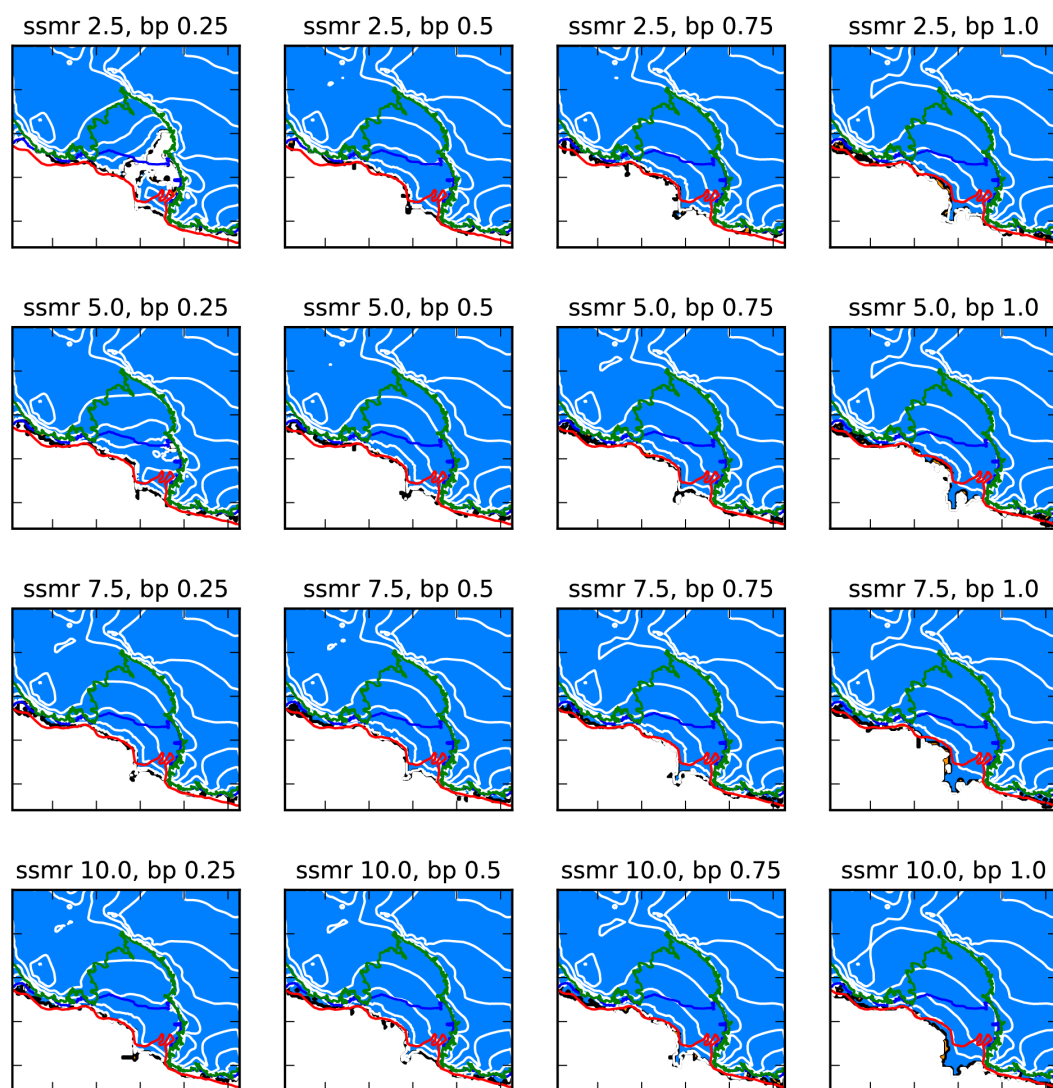 ssmr 2.5, bp 0.25
ssmr 2.5, bp 0.5
ssmr 2.5, bp 0.75
ssmr 2.5, bp 1.0
ssmr 5.0, bp 0.25
ssmr 5.0, bp 0.5
ssmr 5.0, bp 0.75
ssmr 5.0, bp 1.0
ssmr 7.5, bp 0.25
ssmr 7.5, bp 0.5
ssmr 7.5, bp 0.75
ssmr 7.5, bp 1.0
ssmr 10.0, bp 0.25
ssmr 10.0, bp 0.5
ssmr 10.0, bp 0.75
ssmr 10.0, bp 1.0